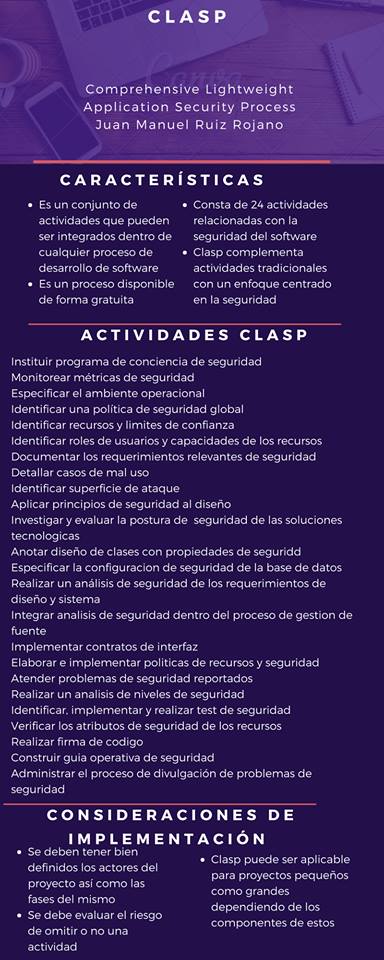 CLASP
Canva
Comprehensive Lightweight
Application Security Process
Juan Manuel Ruiz Rojano
CARACTERÍSTICAS
• Es un conjunto de
actividades que pueden
ser integrados dentro de
cualquier proceso de
desarrollo de software
• Es un proceso disponible
de forma gratuita
• Consta de 24 actividades
relacionadas con la
seguridad del software
• Clasp complementa
actividades tradicionales
con un enfoque centrado
en la seguridad
ACTIVIDADES CLASP
Instituir programa de conciencia de seguridad
Monitorear métricas de seguridad
Especificar el ambiente operacional
Identificar una política de seguridad global
Identificar recursos y limites de confianza
Identificar roles de usuarios y capacidades de los recursos
Documentar los requerimientos relevantes de seguridad
Detallar casos de mal uso
Identificar superficie de ataque
Aplicar principios de seguridad al diseño
Investigar y evaluar la postura de seguridad de las soluciones
tecnologicas
Anotar diseño de clases con propiedades de seguridd
Especificar la configuracion de seguridad de la base de datos
Realizar un análisis de seguridad de los requerimientos de
diseño y sistema
Integrar analisis de seguridad dentro del proceso de gestion de
fuente
Implementar contratos de interfaz
Elaborar e implementar politicas de recursos y seguridad
Atender problemas de seguridad reportados
Realizar un analisis de niveles de seguridad
Identificar, implementar y realizar test de seguridad
Verificar los atributos de seguridad de los recursos
Realizar firma de codigo
Construir guia operativa de seguridad
Administrar el proceso de divulgación de problemas de
seguridad
CONSIDERACIONES DE
IMPLEMENTACIÓN
• Se deben tener bien
definidos los actores del
proyecto así como las
fases del mismo
• Se debe evaluar el riesgo
de omitir o no una
actividad
• Clasp puede ser aplicable
para proyectos pequeños
como grandes
dependiendo de los
componentes de estos